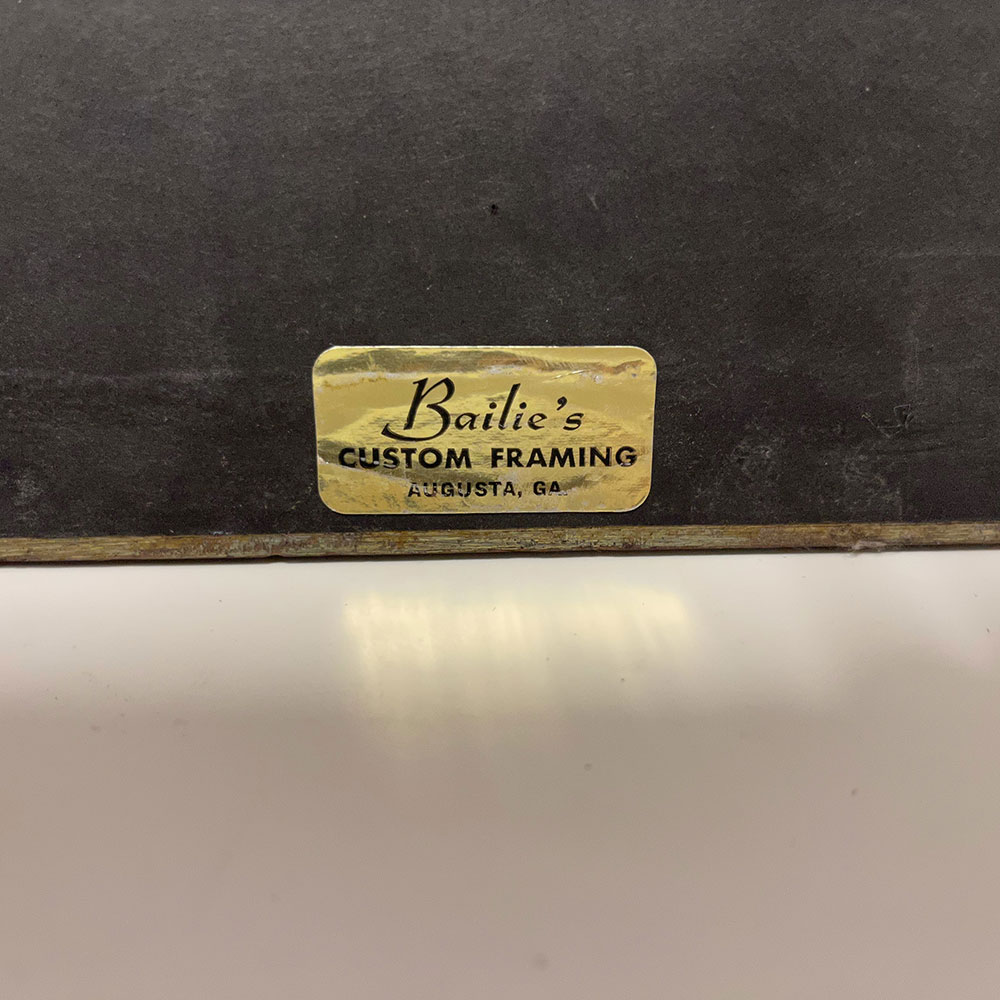 Bailie's
CUSTOM FRAMING
AUGUSTA, GA.